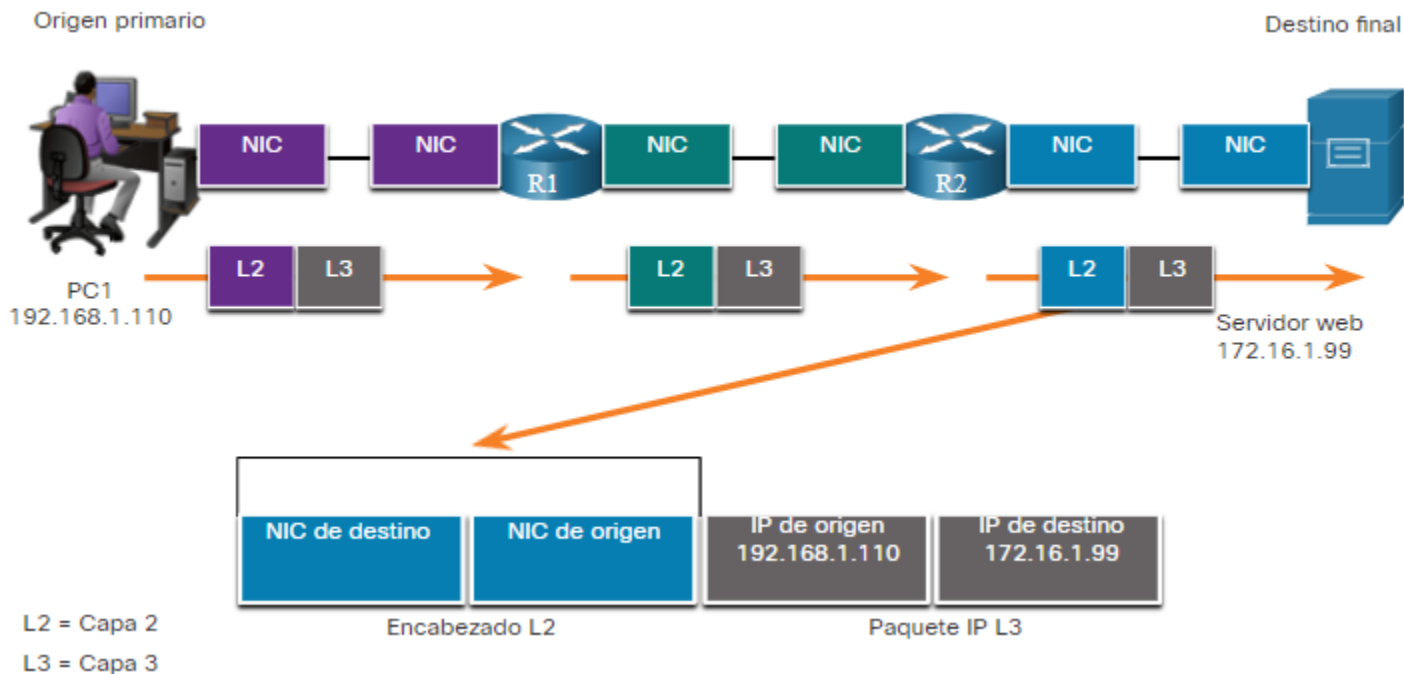 Origen primario
Destino final
NIC
NIC
R1
NIC
NIC
R2
NIC
NIC
L2
L3
L2
L3
L2
L3
PC1
192.168.1.110
Servidor web
172.16.1.99
NIC de destino
NIC de origen
IP de origen
192.168.1.110
IP de destino
172.16.1.99
Encabezado L2
Paquete IP L3
L2 = Capa 2
L3 = Capa 3